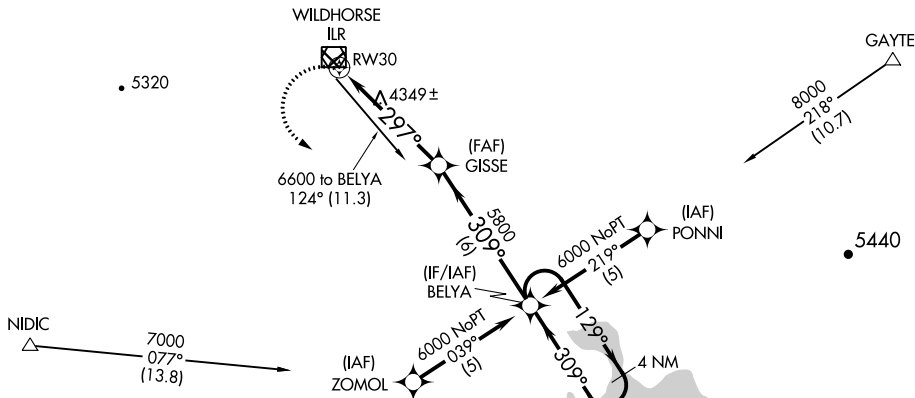 WILDHORSE
ILR
RW30
GAYTE
5320
4349±
8000
218°
(10.7)
297°
(FAF)
GISSE
6600 to BELYA
124° (11.3)
5800
309°
(6)
(IAF)
PONNI
6000 NoPT
219°
(5)
5440
(IF/IAF)
BELYA
NIDIC
7000
077°
(13.8)
6000 NoPT
039°
(5)
129°
309°
4 NM
(IAF)
ZOMOL